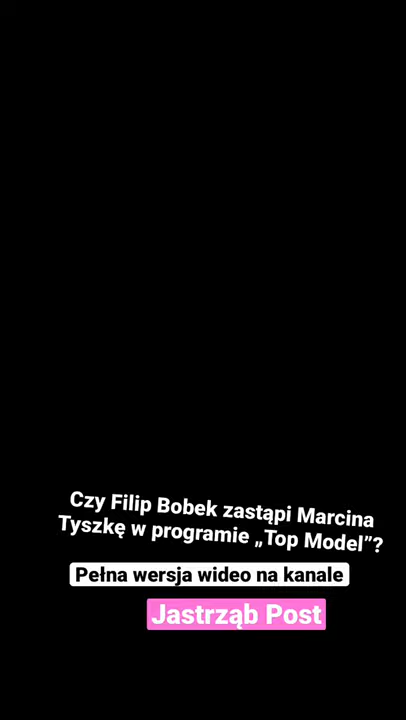 Czy Filip Bobek zastąpi Marcina
Tyszkę w programie „Top Model”?
Pełna wersja wideo na kanale
Jastrząb Post